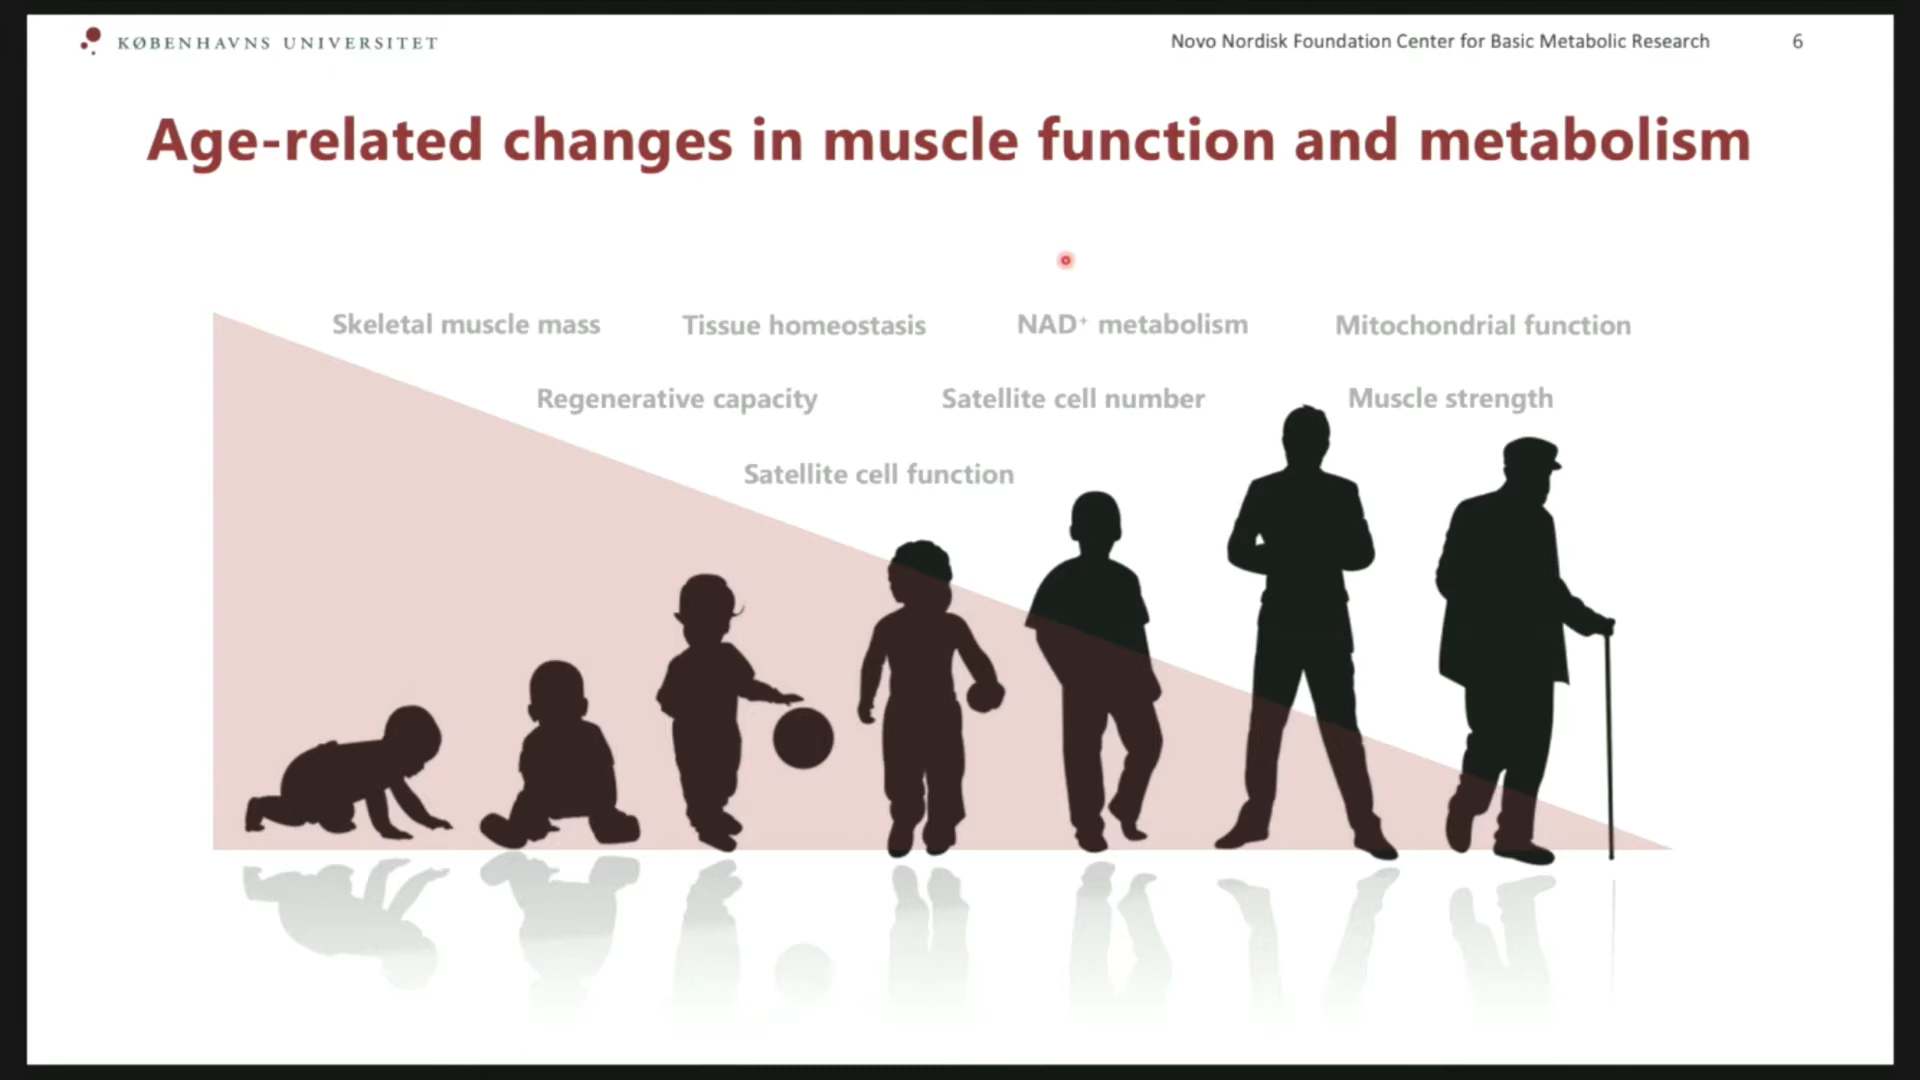 KØBENHAVNS UNIVERSITET
Novo Nordisk Foundation Center for Basic Metabolic Research 6
Age-related changes in muscle function and metabolism
Skeletal muscle mass Tissue homeostasis NAD⁺ metabolism Mitochondrial function
Regenerative capacity Satellite cell number Muscle strength
Satellite cell function